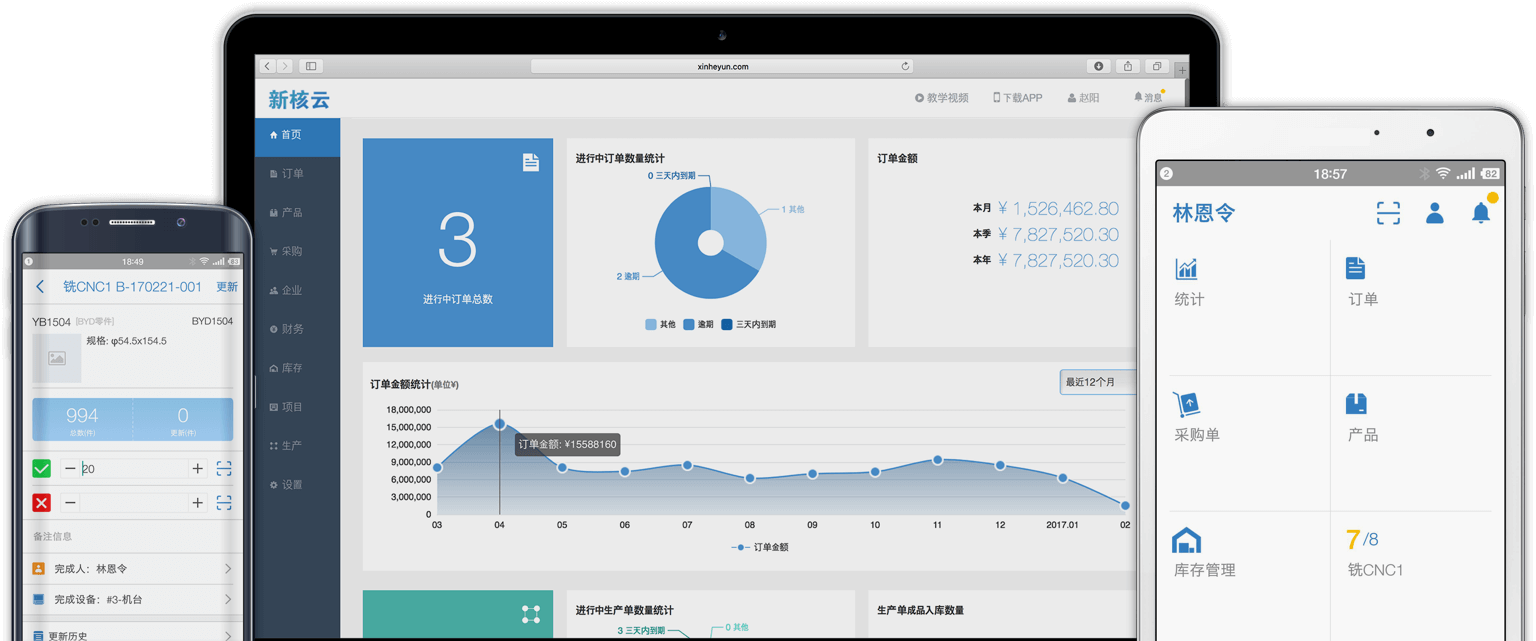 xinheyun.com
新核云
教学视频 下载APP 赵阳 消息
首页
订单
产品
采购
企业
财务
库存
项目
生产
设置
3
进行中订单总数
进行中订单数量统计
0 三天内到期
1 其他
2 逾期
其他 逾期 三天内到期
订单金额
本月 ¥ 1,526,462.80
本季 ¥ 7,827,520.30
本年 ¥ 7,827,520.30
订单金额统计(单位¥)
最近12个月
18,000,000
15,000,000
12,000,000
9,000,000
6,000,000
3,000,000
0
订单金额: ¥15588160
03 04 05 06 07 08 09 10 11 12 2017.01 02
订单金额
进行中生产单数量统计
3 三天内到期
0 其他
生产单成品入库数量
18:49
铣CNC1 B-170221-001 更新
YB1504 [BYD零件] BYD1504
规格: φ54.5x154.5
994 0
总数(件) 更新(件)
20
备注信息
完成人: 林恩令
完成设备: #3-机台
更新历史
2 18:57 82
林恩令
统计 订单
采购单 产品
7/8
库存管理 铣CNC1